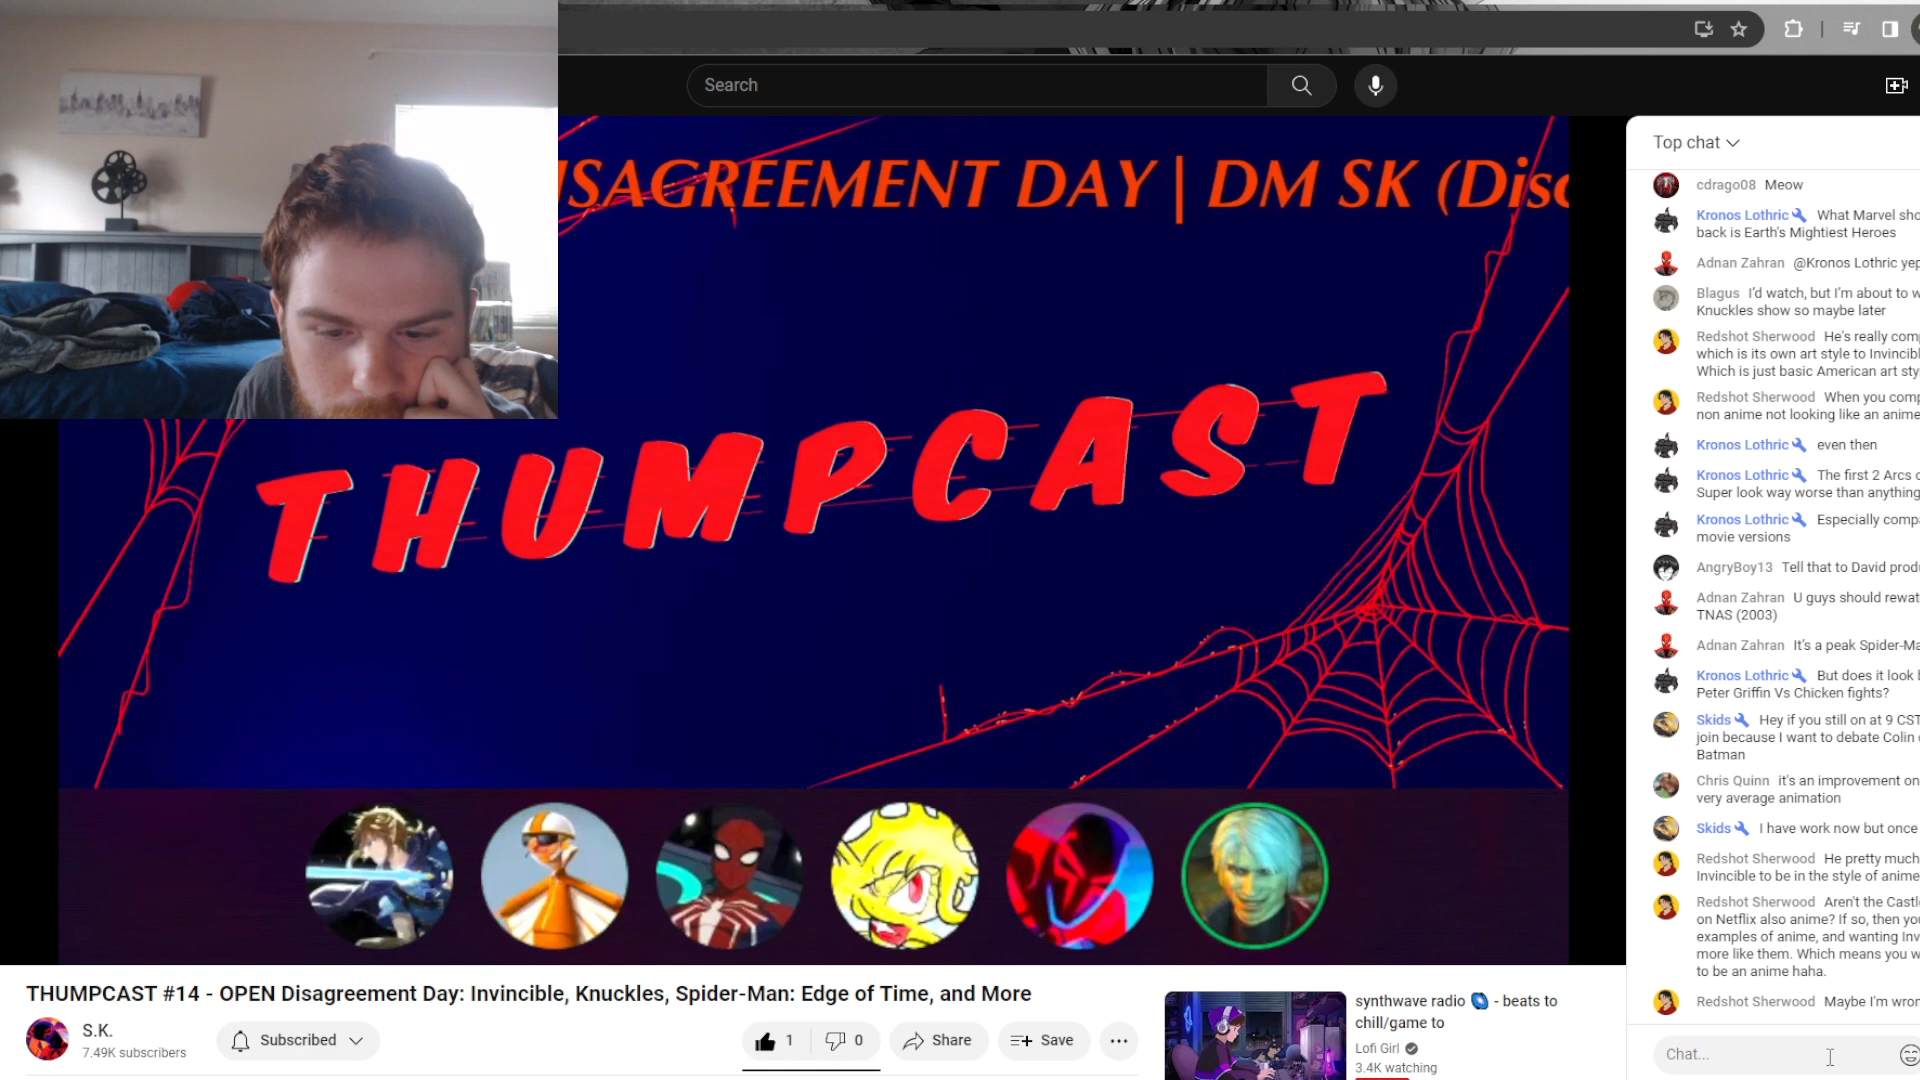 Search
ISAGREEMENT DAY | DM SK (Disc
THUMPCAST
THUMPCAST #14 - OPEN Disagreement Day: Invincible, Knuckles, Spider-Man: Edge of Time, and More
S.K.
7.49K subscribers
Subscribed
1
0
Share
Save
synthwave radio 🌀 - beats to
chill/game to
Lofi Girl
3.4K watching
Top chat
cdrago08 Meow
Kronos Lothric What Marvel sho
back is Earth's Mightiest Heroes
Adnan Zahran @Kronos Lothric yep
Blagus I'd watch, but I'm about to w
Knuckles show so maybe later
Redshot Sherwood He's really comp
which is its own art style to Invincibl
Which is just basic American art sty
Redshot Sherwood When you comp
non anime not looking like an anime
Kronos Lothric even then
Kronos Lothric The first 2 Arcs o
Super look way worse than anything
Kronos Lothric Especially compa
movie versions
AngryBoy13 Tell that to David produ
Adnan Zahran U guys should rewat
TNAS (2003)
Adnan Zahran It's a peak Spider-Ma
Kronos Lothric But does it look b
Peter Griffin Vs Chicken fights?
Skids Hey if you still on at 9 CST
join because I want to debate Colin
Batman
Chris Quinn it's an improvement on
very average animation
Skids I have work now but once
Redshot Sherwood He pretty much
Invincible to be in the style of anime
Redshot Sherwood Aren't the Castl
on Netflix also anime? If so, then you
examples of anime, and wanting Inv
more like them. Which means you w
to be an anime haha.
Redshot Sherwood Maybe I'm wron
Chat...